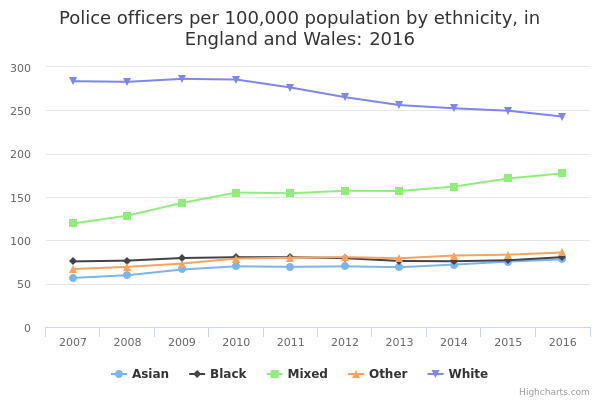 Police officers per 100,000 population by ethnicity, in
England and Wales: 2016
300
250
200
150
100
50
0
2007 2008 2009 2010 2011 2012 2013 2014 2015 2016
Asian Black Mixed Other White
Highcharts.com